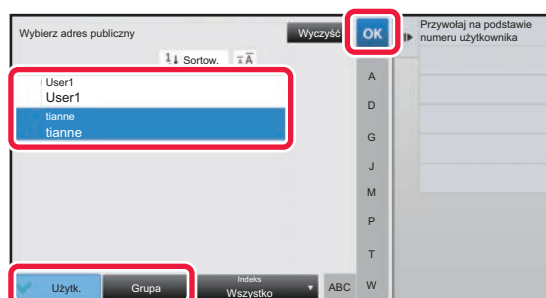 Wybierz adres publiczny
Wyczyść
OK
Przywołaj na podstawie
numeru użytkownika
Sortow.
User1
User1
tianne
tianne
A
D
G
J
M
P
T
W
Użytk.
Grupa
Indeks
Wszystko
ABC